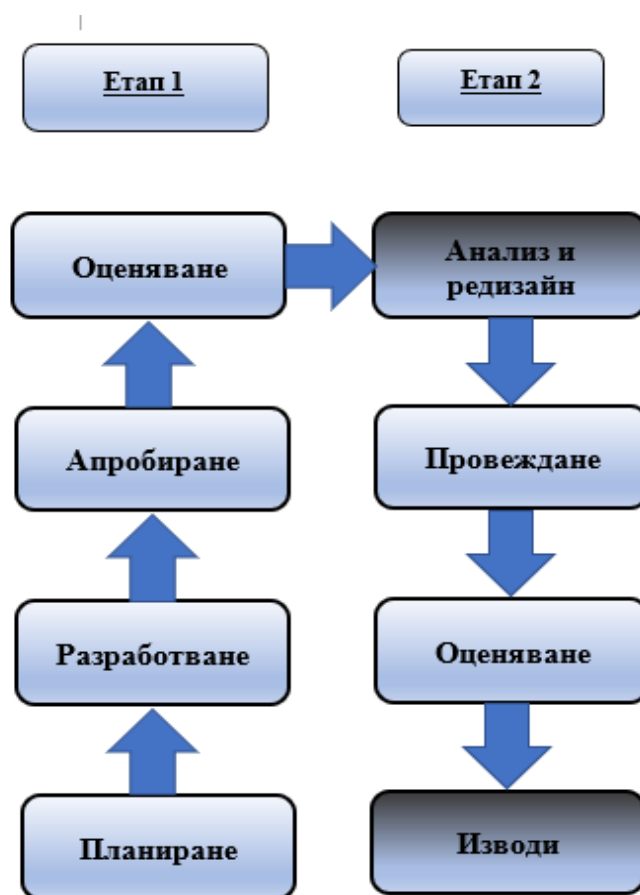 Етап 1
Етап 2
Оценяване
Анализ и
редизайн
Апробиране
Провеждане
Разработване
Оценяване
Планиране
Изводи